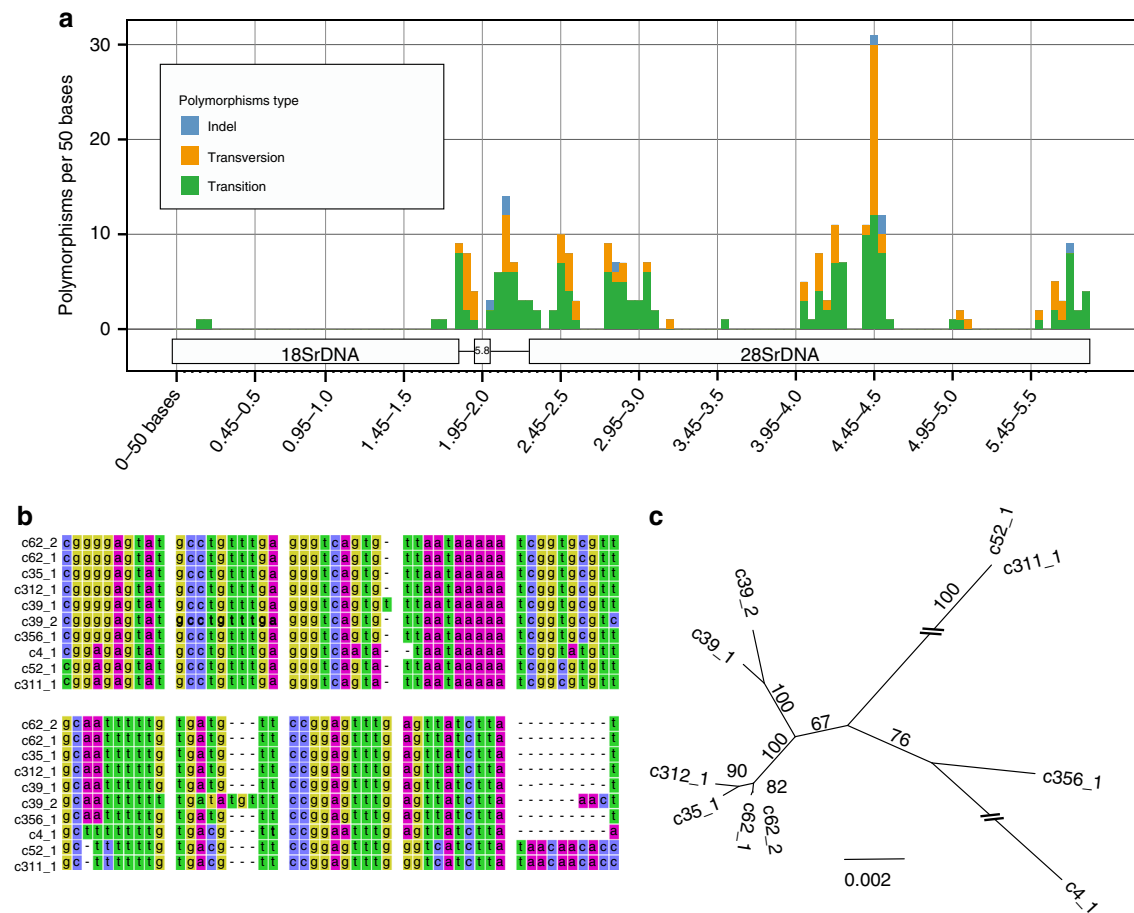 a
Polymorphisms per 50 bases
30
20
10
0
Polymorphisms type
Indel
Transversion
Transition
18SrDNA
5.8
28SrDNA
0–50 bases
0.45–0.5
0.95–1.0
1.45–1.5
1.95–2.0
2.45–2.5
2.95–3.0
3.45–3.5
3.95–4.0
4.45–4.5
4.95–5.0
5.45–5.5
b
c62_2 cggggagtat gcctgtttga gggtcagtg- ttaataaaaa tcggtgcgtt
c62_1 cggggagtat gcctgtttga gggtcagtg- ttaataaaaa tcggtgcgtt
c35_1 cggggagtat gcctgtttga gggtcagtg- ttaataaaaa tcggtgcgtt
c312_1 cggggagtat gcctgtttga gggtcagtg- ttaataaaaa tcggtgcgtt
c39_1 cggggagtat gcctgtttga gggtcagtgt ttaataaaaa tcggtgcgtt
c39_2 cggggagtat gcctgtttga gggtcagtg- ttaataaaaa tcggtgcgtc
c356_1 cggggagtat gcctgtttga gggtcagtg- ttaataaaaa tcggtgcgtt
c4_1 cggagagtat gcctgtttga gggtcaata- -taataaaaa tcggtatgtt
c52_1 cggagagtat gcctgtttga gggtcagta- ttaataaaaa tcggcgtgtt
c311_1 cggagagtat gcctgtttga gggtcagta- ttaataaaaa tcggcgtgtt
c62_2 gcaatttttg tgatg---tt ccggagtttg agttatctta ---------t
c62_1 gcaatttttg tgatg---tt ccggagtttg agttatctta ---------t
c35_1 gcaatttttg tgatg---tt ccggagtttg agttatctta ---------t
c312_1 gcaatttttg tgatg---tt ccggagtttg agttatctta ---------t
c39_1 gcaatttttg tgatg---tt ccggagtttg agttatctta ---------t
c39_2 gcaatttttt tgatatgttt ccggagtttg agttatctta ------aact
c356_1 gcaatttttg tgatg---tt ccggagtttg agttatctta ---------t
c4_1 gctttttttg tgacg---tt ccggaatttg agttatctta ---------a
c52_1 gc-ttttttg tgacg---tt ccggagtttg ggtcatctta taacaacacc
c311_1 gc-ttttttg tgacg---tt ccggagtttg ggtcatctta taacaacacc
c
c52_1
c311_1
100
c39_2
c39_1
100
67
76
100
90
82
c312_1
c35_1
c62_1
c62_2
c356_1
c4_1
0.002